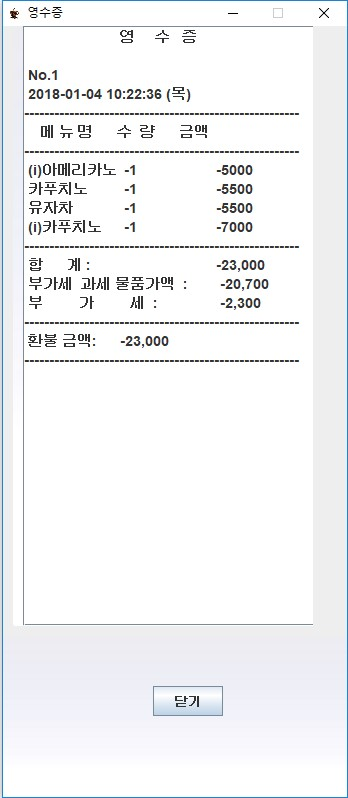 영수증
영 수 증
No.1
2018-01-04 10:22:36 (목)
메 뉴 명 수 량 금액
(i)아메리카노 -1 -5000
카푸치노 -1 -5500
유자차 -1 -5500
(i)카푸치노 -1 -7000
합 계 : -23,000
부가세 과세 물품가액 : -20,700
부 가 세 : -2,300
환불 금액: -23,000
닫기